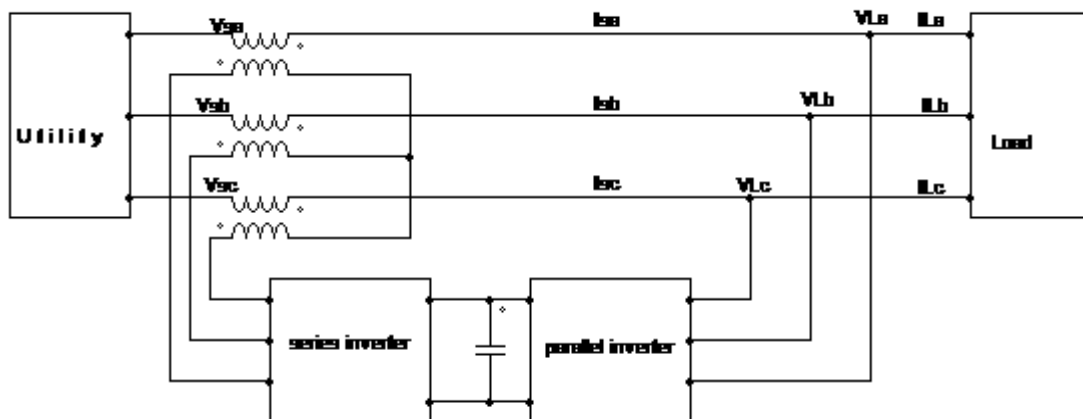 Vsa Isa VLa ILa
Vsb Isb VLb ILb
Utility Load
Vsc Isc VLc ILc
series inverter parallel inverter